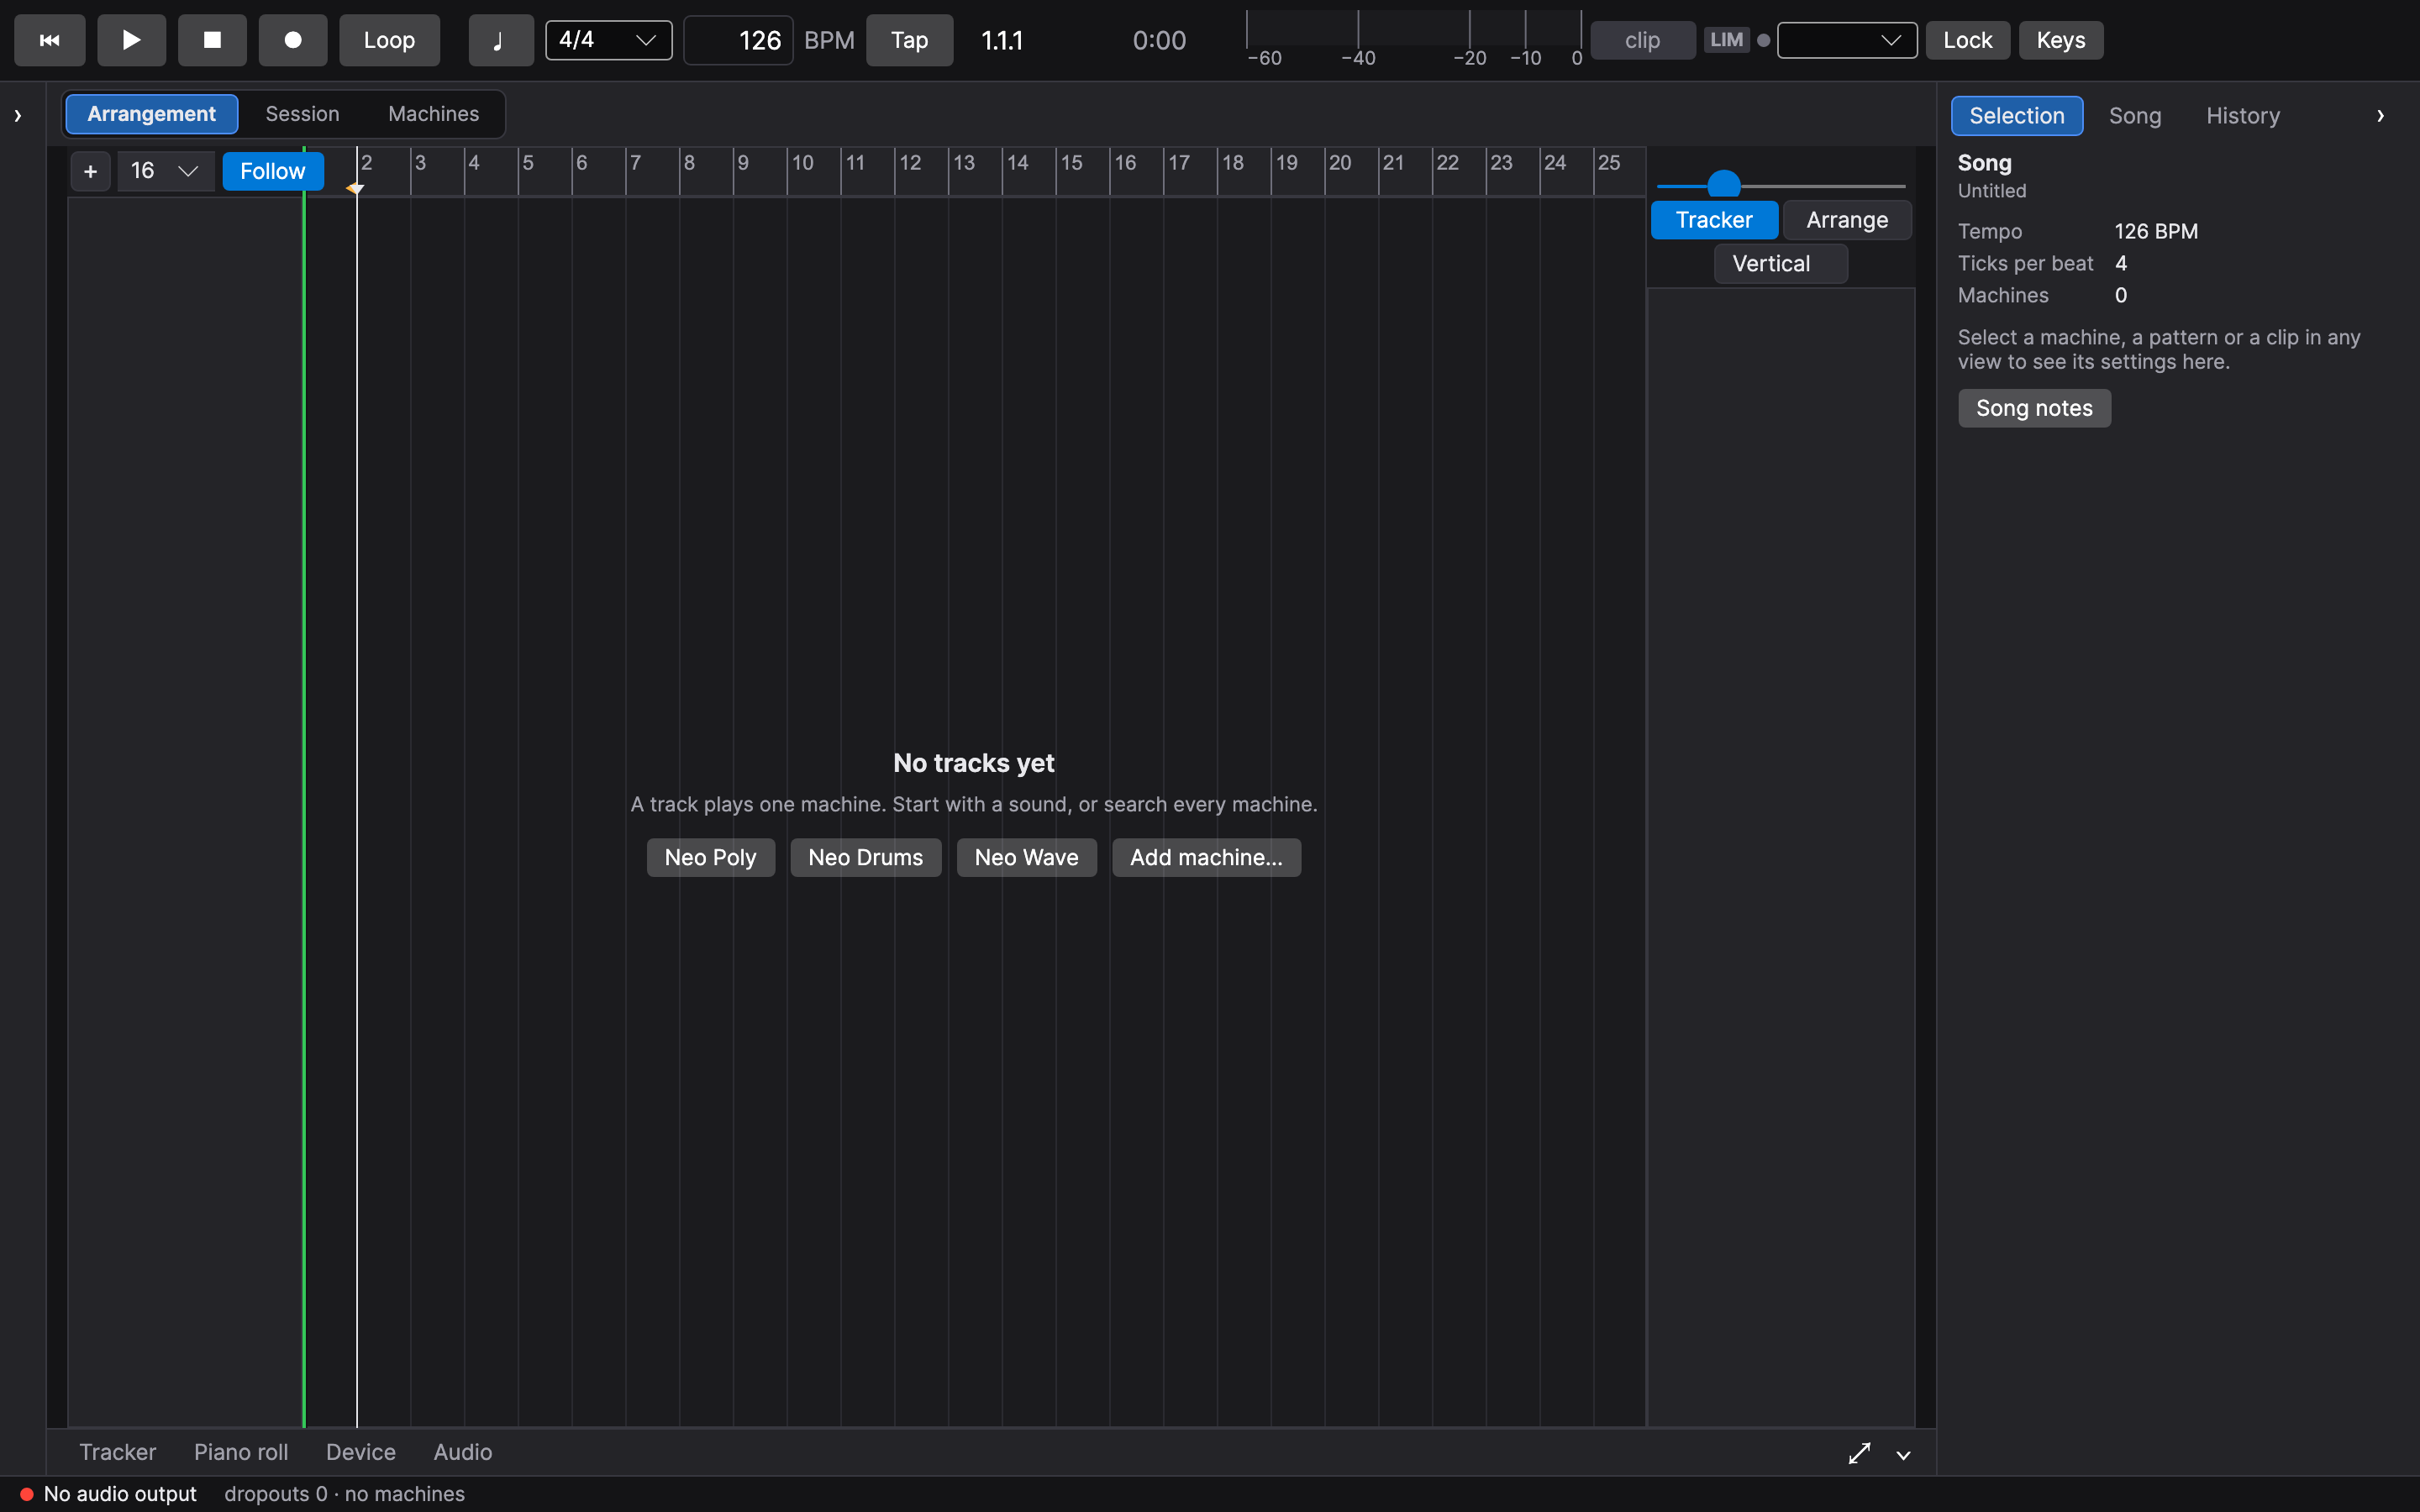 Loop 4/4 126 BPM Tap 1.1.1 0:00 clip LIM Lock Keys
−60 −40 −20 −10 0
Arrangement Session Machines
Selection Song History
+ 16 Follow 2 3 4 5 6 7 8 9 10 11 12 13 14 15 16 17 18 19 20 21 22 23 24 25
Tracker Arrange
Vertical
Song
Untitled
Tempo 126 BPM
Ticks per beat 4
Machines 0
Select a machine, a pattern or a clip in any
view to see its settings here.
Song notes
No tracks yet
A track plays one machine. Start with a sound, or search every machine.
Neo Poly Neo Drums Neo Wave Add machine...
Tracker Piano roll Device Audio
No audio output dropouts 0 · no machines